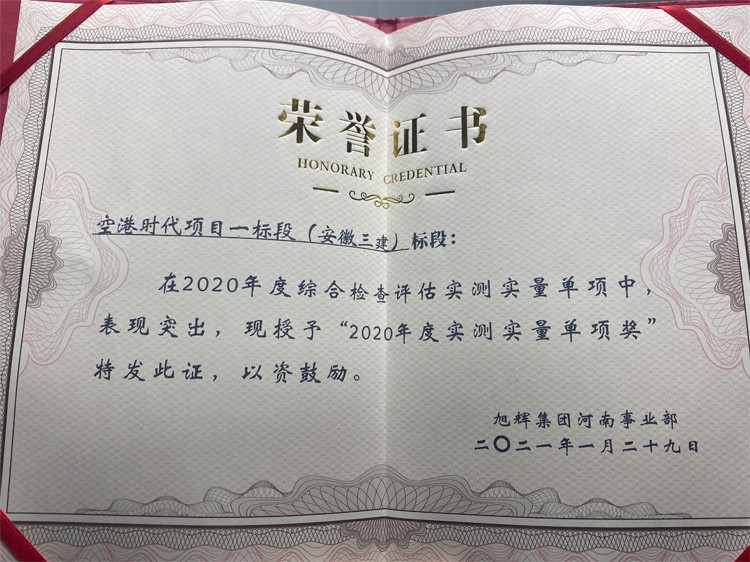 荣誉证书
HONORARY CREDENTIAL
空港时代项目一标段（安徽三建）标段：
在2020年度综合检查评估实测实量单项中，
表现突出，现授予“2020年度实测实量单项奖”
特发此证，以资鼓励。
旭辉集团河南事业部
二〇二一年一月二十九日